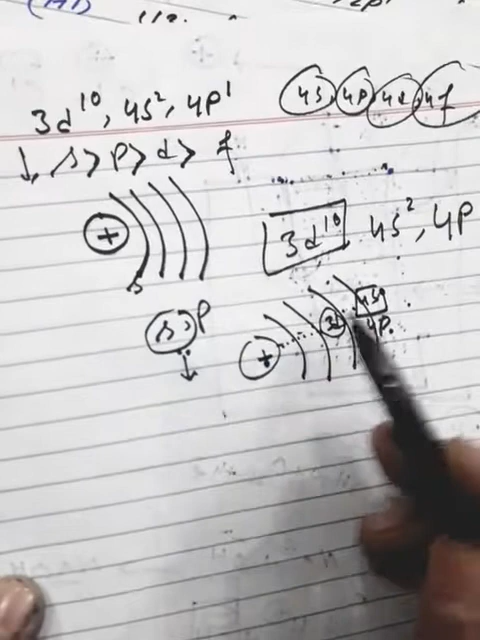 3d¹⁰, 4s², 4p¹
4s, 4p, 4d, 4f
↓ s > p > d > f
+
3d¹⁰ 4s², 4p
s
s > p
↓
+ 3d 4s
4p